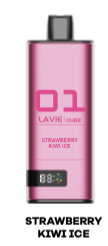 01
LAVIE CUBE
STRAWBERRY
KIWI ICE
88
STRAWBERRY
KIWI ICE